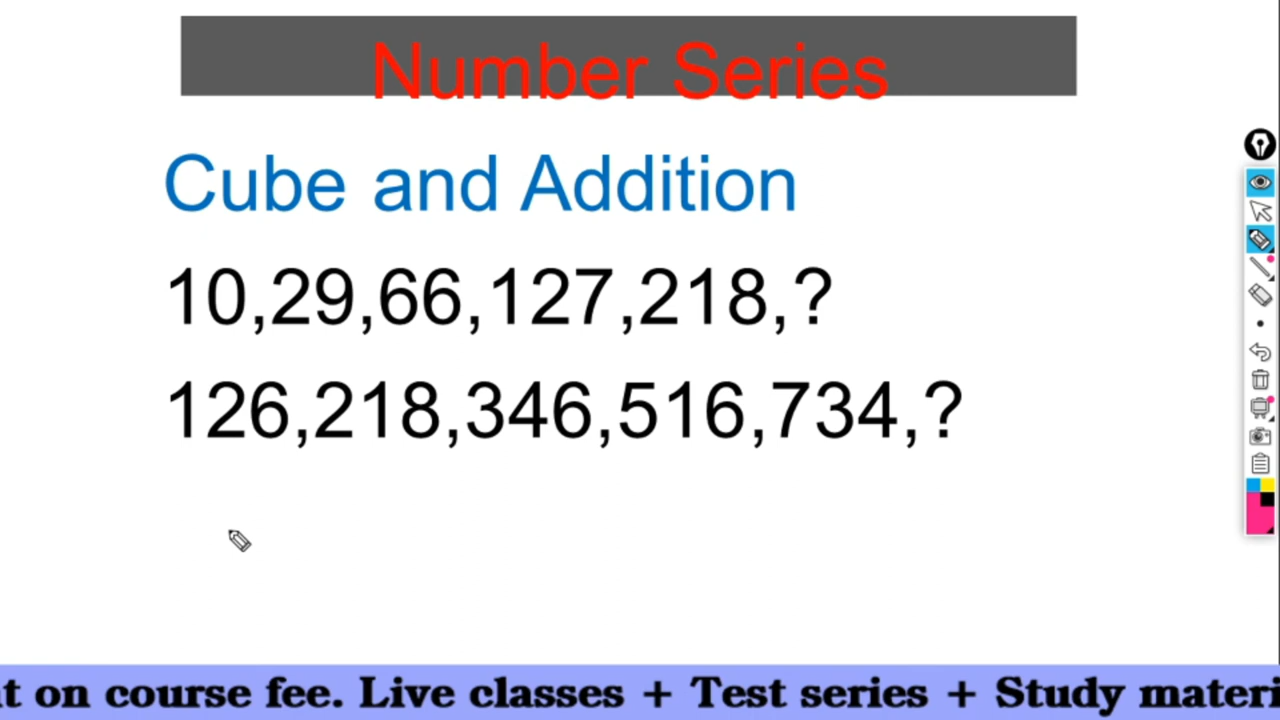 Number Series
Cube and Addition
10,29,66,127,218,?
126,218,346,516,734,?
on course fee. Live classes + Test series + Study